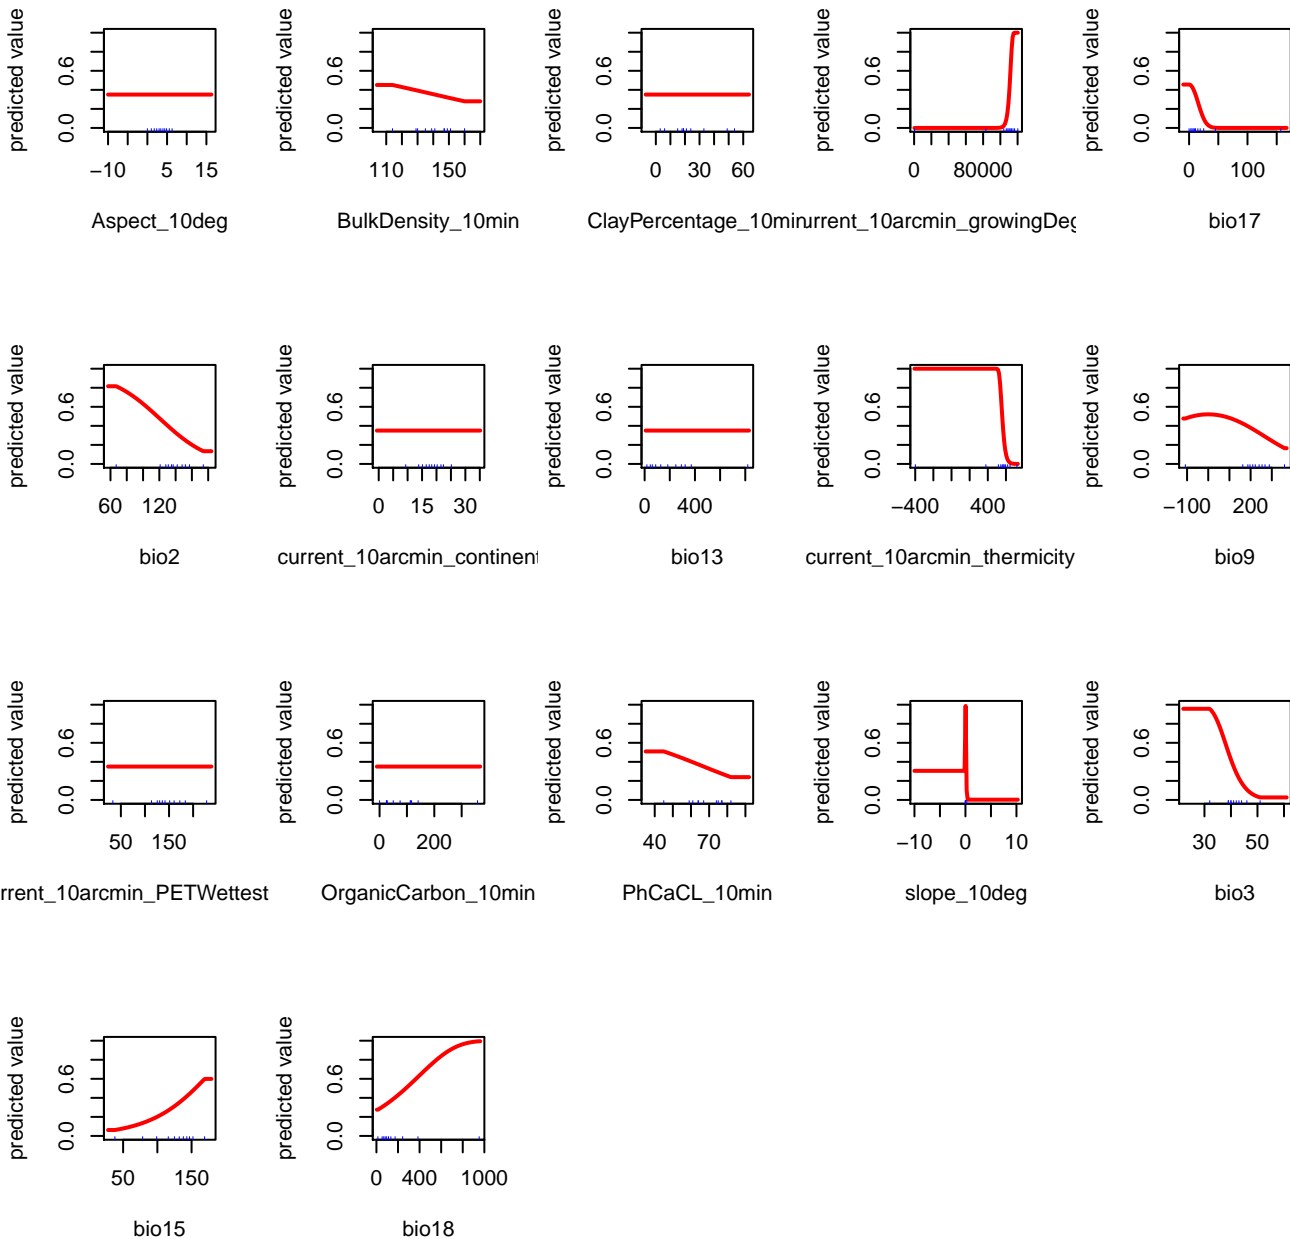 predicted value 0.0 0.6 −10 5 15 Aspect_10deg
predicted value 0.0 0.6 110 150 BulkDensity_10min
predicted value 0.0 0.6 0 30 60 ClayPercentage_10min
predicted value 0.0 0.6 0 80000 urrent_10arcmin_growingDeg
predicted value 0.0 0.6 0 100 bio17
predicted value 0.0 0.6 60 120 bio2
predicted value 0.0 0.6 0 15 30 current_10arcmin_continent
predicted value 0.0 0.6 0 400 bio13
predicted value 0.0 0.6 −400 400 current_10arcmin_thermicity
predicted value 0.0 0.6 −100 200 bio9
predicted value 0.0 0.6 50 150 rrent_10arcmin_PETWettest
predicted value 0.0 0.6 0 200 OrganicCarbon_10min
predicted value 0.0 0.6 40 70 PhCaCL_10min
predicted value 0.0 0.6 −10 0 10 slope_10deg
predicted value 0.0 0.6 30 50 bio3
predicted value 0.0 0.6 50 150 bio15
predicted value 0.0 0.6 0 400 1000 bio18